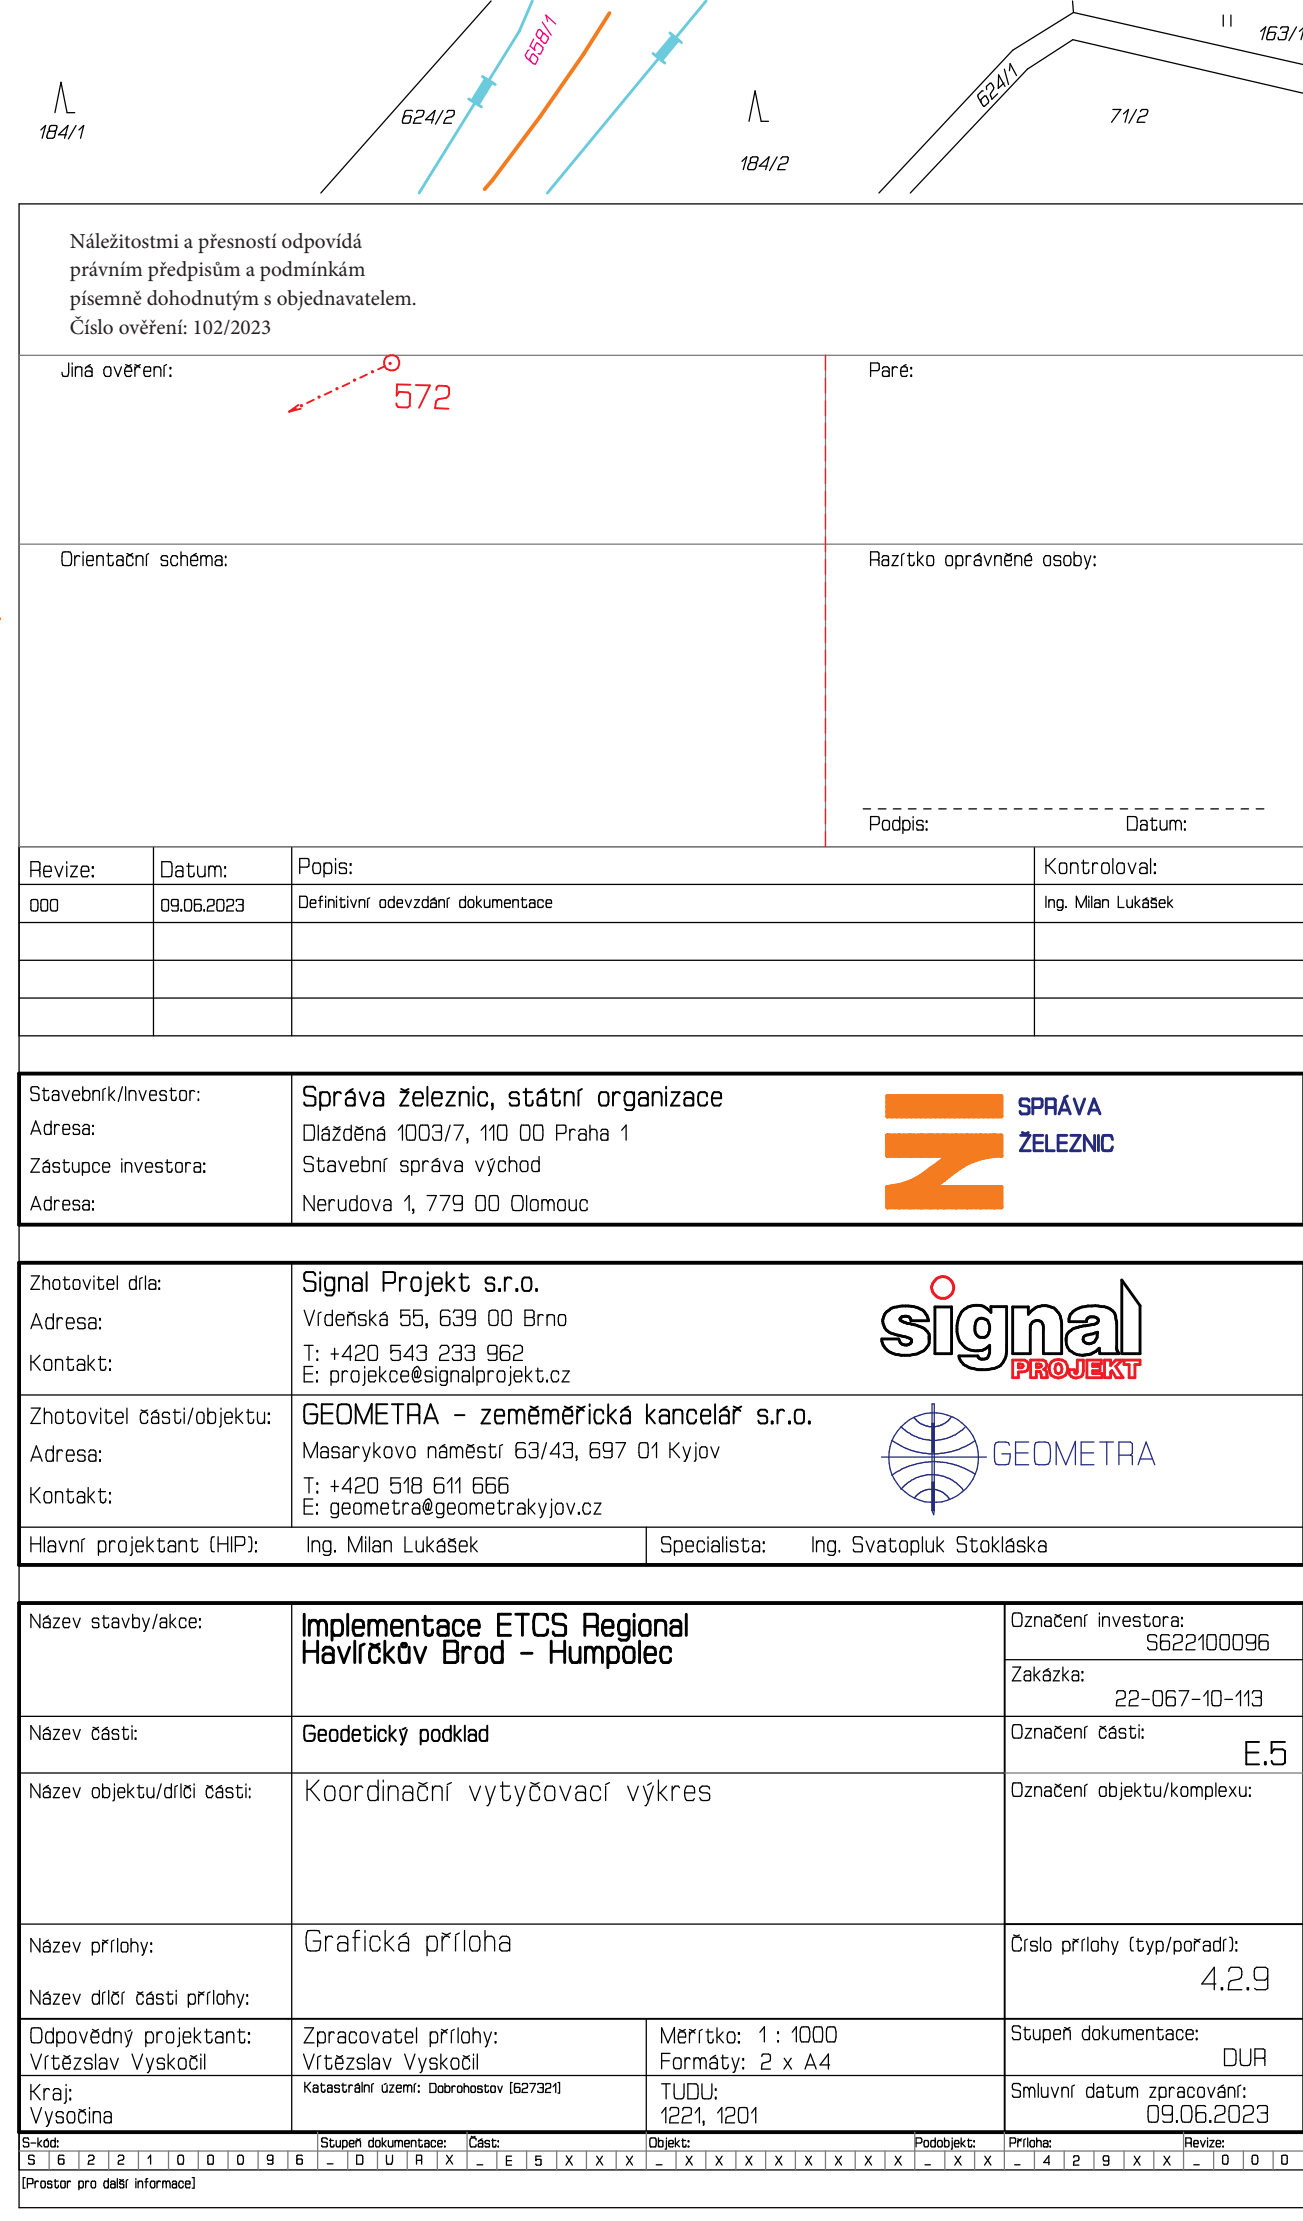 658/1
163/1
184/1
624/2
184/2
624/1
71/2
Náležitostmi a přesností odpovídá
právním předpisům a podmínkám
písemně dohodnutým s objednavatelem.
Číslo ověření: 102/2023
Jiná ověření:
572
Paré:
Orientační schéma:
Razítko oprávněné osoby:
Podpis: Datum:
Revize: Datum: Popis: Kontroloval:
000 09.06.2023 Definitivní odevzdání dokumentace Ing. Milan Lukášek
Stavebník/Investor: Správa železnic, státní organizace
Adresa: Dlážděná 1003/7, 110 00 Praha 1
Zástupce investora: Stavební správa východ
Adresa: Nerudova 1, 779 00 Olomouc
SPRÁVA
ŽELEZNIC
Zhotovitel díla: Signal Projekt s.r.o.
Adresa: Vídeňská 55, 639 00 Brno
Kontakt: T: +420 543 233 962
E: projekce@signalprojekt.cz
signal
PROJEKT
Zhotovitel části/objektu: GEOMETRA - zeměměřická kancelář s.r.o.
Adresa: Masarykovo náměstí 63/43, 697 01 Kyjov
Kontakt: T: +420 518 611 666
E: geometra@geometrakyjov.cz
GEOMETRA
Hlavní projektant (HIP): Ing. Milan Lukášek Specialista: Ing. Svatopluk Stokláska
Název stavby/akce: Implementace ETCS Regional
Havlíčkův Brod - Humpolec
Označení investora:
S622100096
Zakázka:
22-067-10-113
Název části: Geodetický podklad
Označení části:
E.5
Název objektu/dílči části: Koordinační vytyčovací výkres
Označení objektu/komplexu:
Název přílohy: Grafická příloha
Číslo přílohy (typ/pořadí):
4.2.9
Název dílčí části přílohy:
Odpovědný projektant: Zpracovatel přílohy: Měřítko: 1 : 1000 Stupeň dokumentace:
Vítězslav Vyskočil Vítězslav Vyskočil Formáty: 2 x A4 DUR
Kraj: Katastrální území: Dobrohostov [627321] TUDU: Smluvní datum zpracování:
Vysočina 1221, 1201 09.06.2023
S-kód: Stupeň dokumentace: Část: Objekt: Podobjekt: Příloha: Revize:
S 6 2 2 1 0 0 0 9 6 _ D U R X _ E 5 X X X _ X X X X X X X X _ X X _ 4 2 9 X X _ 0 0 0
[Prostor pro další informace]